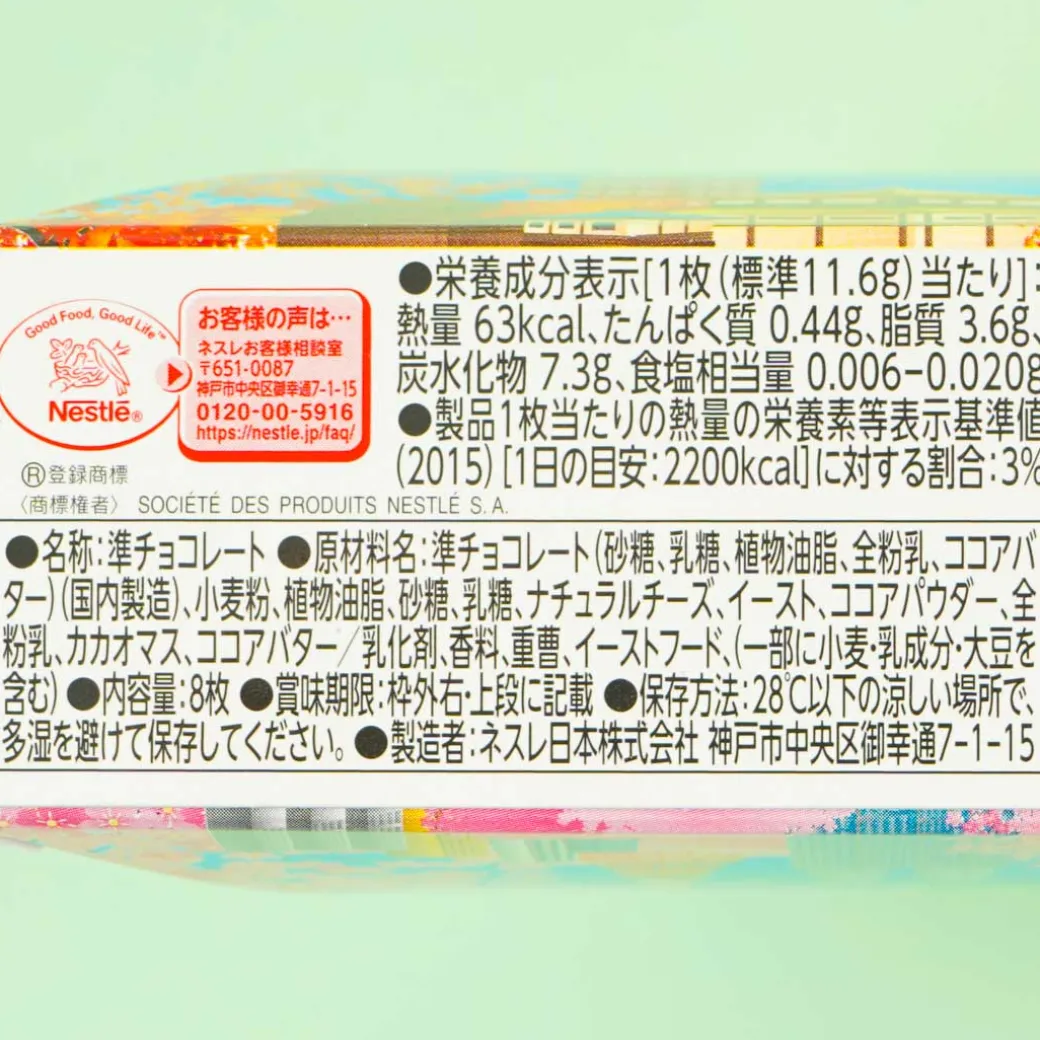 Good Food, Good Life™
Nestlé®
お客様の声は…
ネスレお客様相談室
〒651-0087
神戸市中央区御幸通7-1-15
0120-00-5916
https://nestle.jp/faq/
Ⓡ登録商標
〈商標権者〉 SOCIÉTÉ DES PRODUITS NESTLÉ S.A.
●栄養成分表示[1枚(標準11.6g)当たり]:
熱量 63kcal、たんぱく質 0.44g、脂質 3.6g、
炭水化物 7.3g、食塩相当量 0.006−0.020g
●製品1枚当たりの熱量の栄養素等表示基準値
(2015) [1日の目安:2200kcal]に対する割合:3%
●名称:準チョコレート ●原材料名:準チョコレート(砂糖、乳糖、植物油脂、全粉乳、ココアバ
ター)(国内製造)、小麦粉、植物油脂、砂糖、乳糖、ナチュラルチーズ、イースト、ココアパウダー、全
粉乳、カカオマス、ココアバター/乳化剤、香料、重曹、イーストフード、(一部に小麦・乳成分・大豆を
含む) ●内容量:8枚 ●賞味期限:枠外右・上段に記載 ●保存方法:28℃以下の涼しい場所で、
多湿を避けて保存してください。●製造者:ネスレ日本株式会社 神戸市中央区御幸通7-1-15